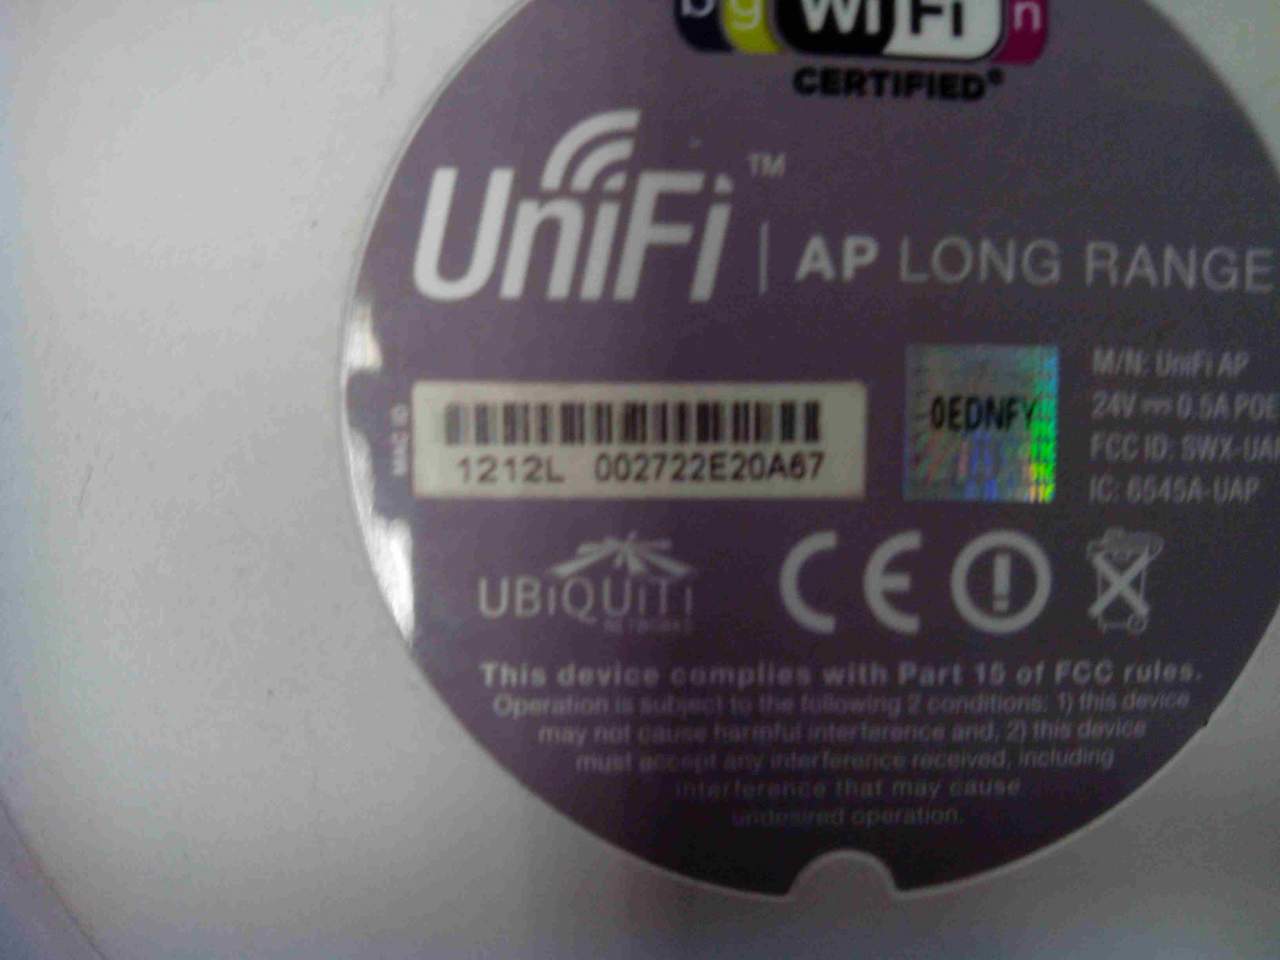 b g WiFi n
CERTIFIED®
UniFi™ | AP LONG RANGE
MAC ID
1212L 002722E20A67
0EDNFY
M/N: UniFi AP
24V ⎓ 0.5A POE
FCC ID: SWX-UAP
IC: 6545A-UAP
UBiQUiTi
NETWORKS
CE
This device complies with Part 15 of FCC rules.
Operation is subject to the following 2 conditions; 1) this device
may not cause harmful interference and, 2) this device
must accept any interference received, including
interference that may cause
undesired operation.